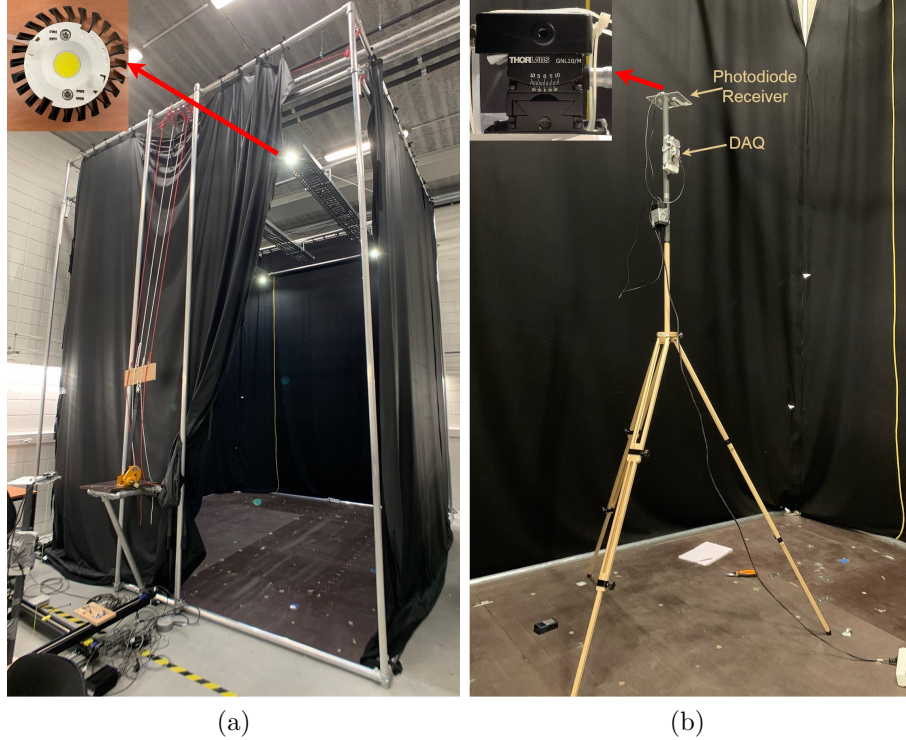 THORLABS GNL10/M
10 5 0 5 10
Photodiode
Receiver
DAQ
(a)
(b)